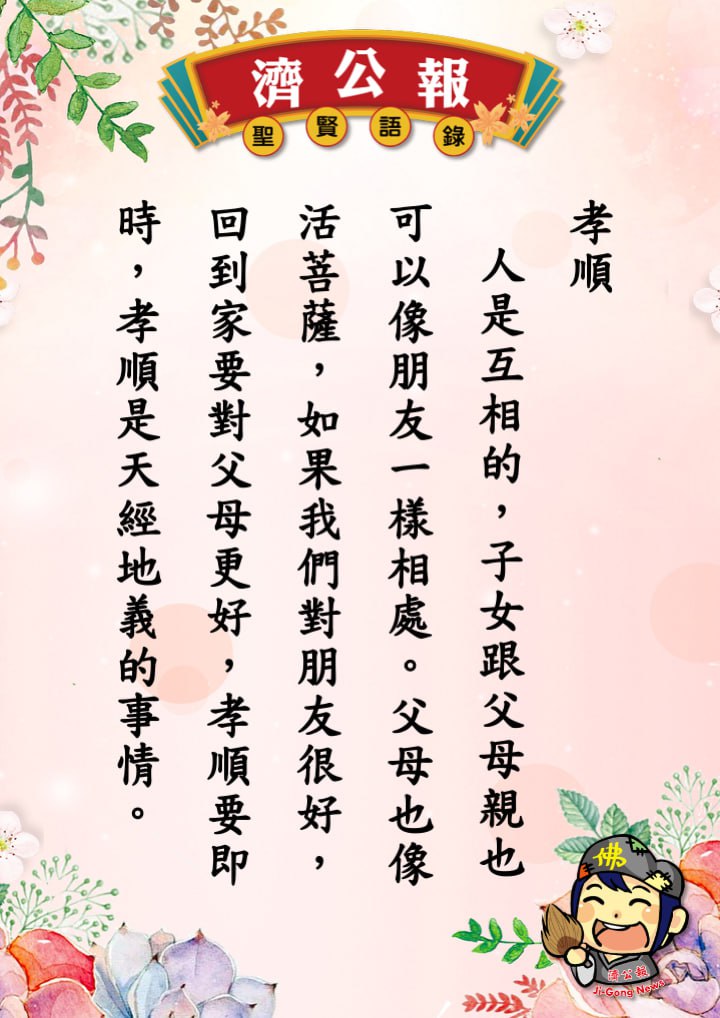 濟公報
聖賢語錄
孝順
人是互相的，子女跟父母親也
可以像朋友一樣相處。父母也像
活菩薩，如果我們對朋友很好，
回到家要對父母更好，孝順要即
時，孝順是天經地義的事情。
佛
濟公報
Ji-Gong News